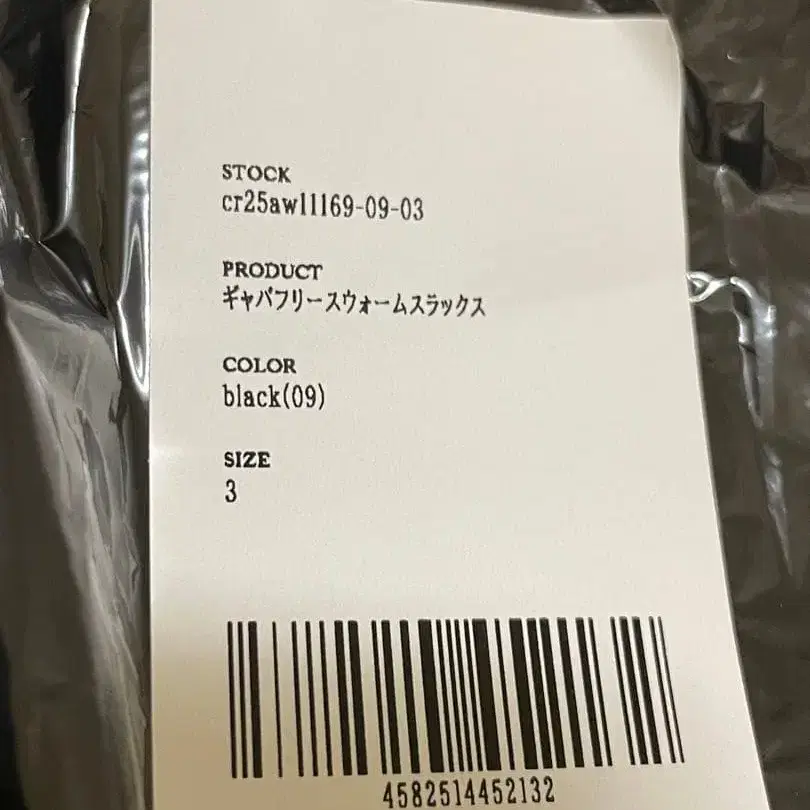 STOCK
cr25aw11169-09-03
PRODUCT
ギャバフリースウォームスラックス
COLOR
black(09)
SIZE
3
4582514452132